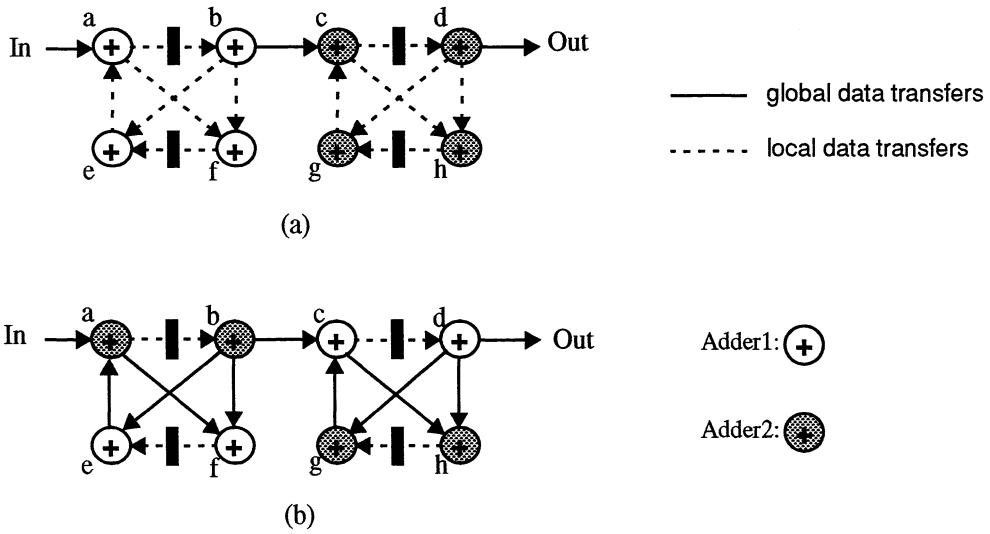 a b c d
In Out
+ + + +
global data transfers
local data transfers
+ + + +
e f g h
(a)
a b c d
In Out
+ + + +
Adder1: +
Adder2: +
+ + + +
e f g h
(b)